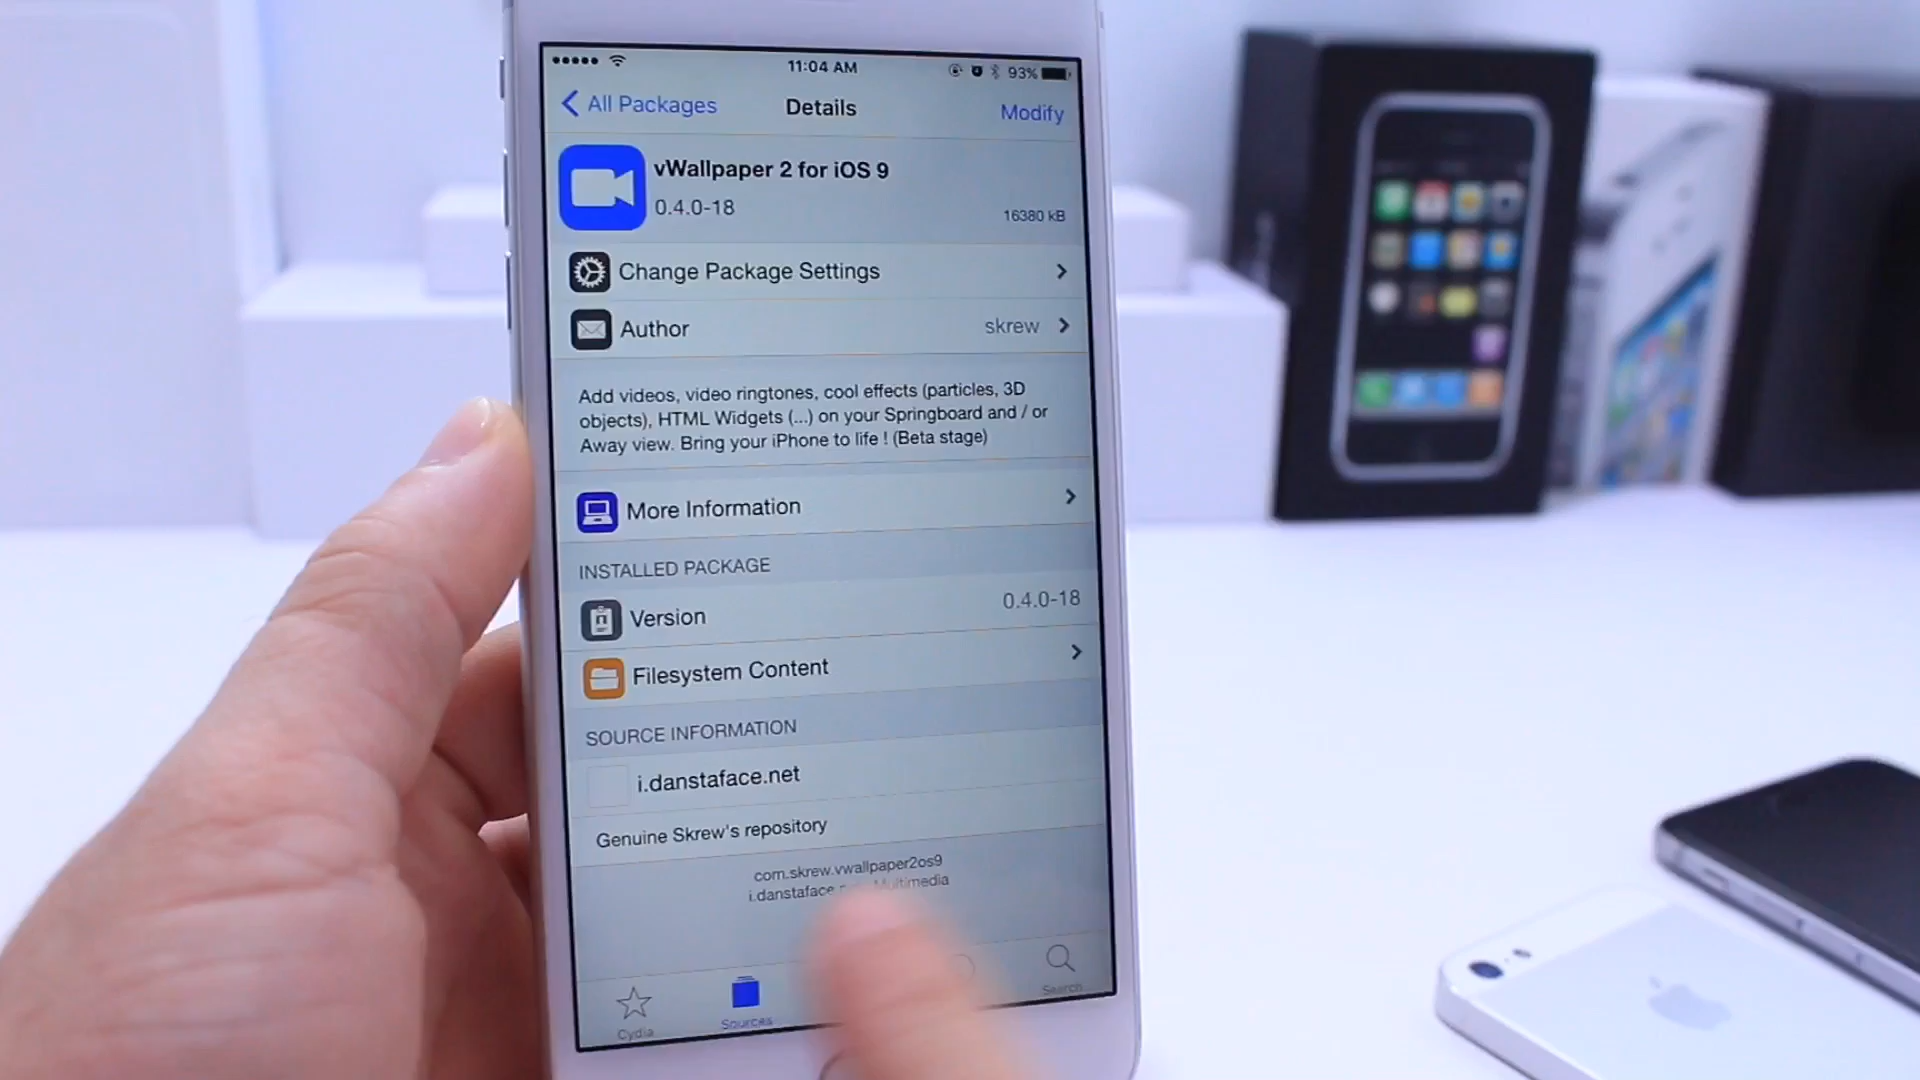 11:04 AM
93%
All Packages
Details
Modify
vWallpaper 2 for iOS 9
0.4.0-18
16380 kB
Change Package Settings
Author
skrew
Add videos, video ringtones, cool effects (particles, 3D
objects), HTML Widgets (...) on your Springboard and / or
Away view. Bring your iPhone to life ! (Beta stage)
More Information
INSTALLED PACKAGE
Version
0.4.0-18
Filesystem Content
SOURCE INFORMATION
i.danstaface.net
Genuine Skrew's repository
com.skrew.vwallpaper2os9
i.danstaface Multimedia
Cydia
Sources
Search